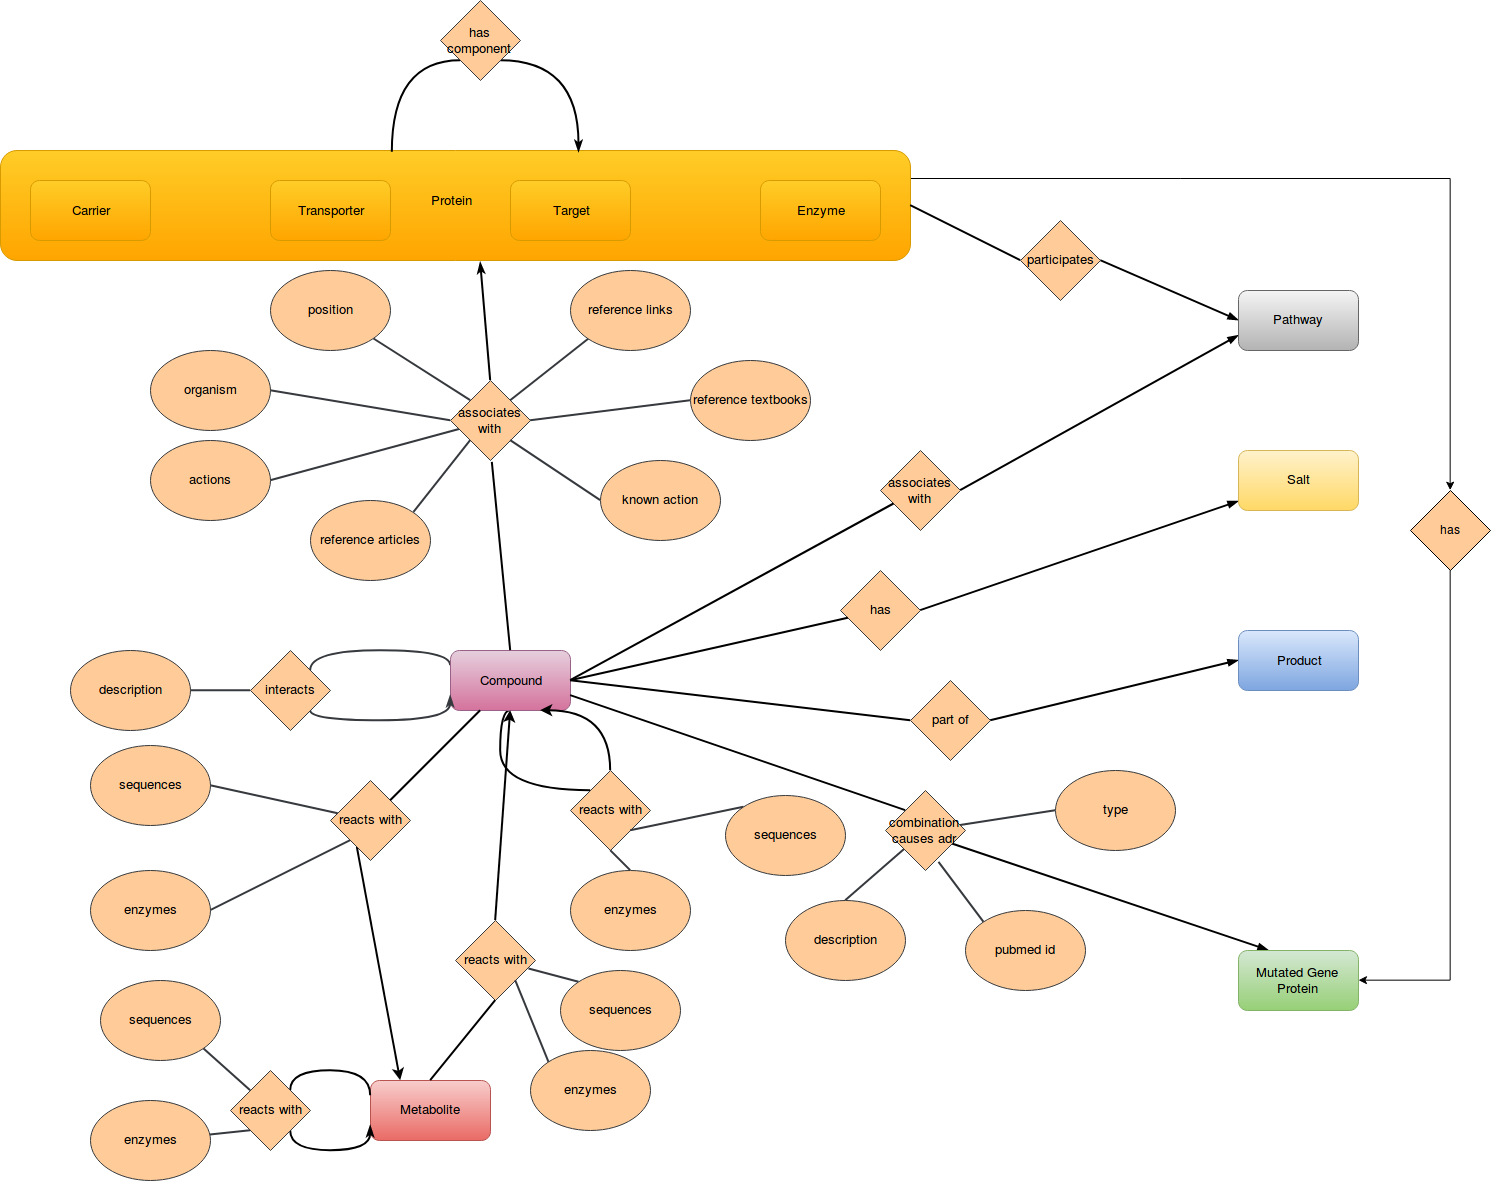 has
component
Carrier
Transporter
Protein
Target
Enzyme
participates
position
reference links
Pathway
organism
reference textbooks
associates
with
actions
known action
reference articles
associates
with
Salt
has
has
description
interacts
Compound
Product
part of
sequences
reacts with
reacts with
sequences
combination
causes adr
type
enzymes
enzymes
description
pubmed id
reacts with
Mutated Gene
Protein
sequences
sequences
enzymes
reacts with
Metabolite
enzymes